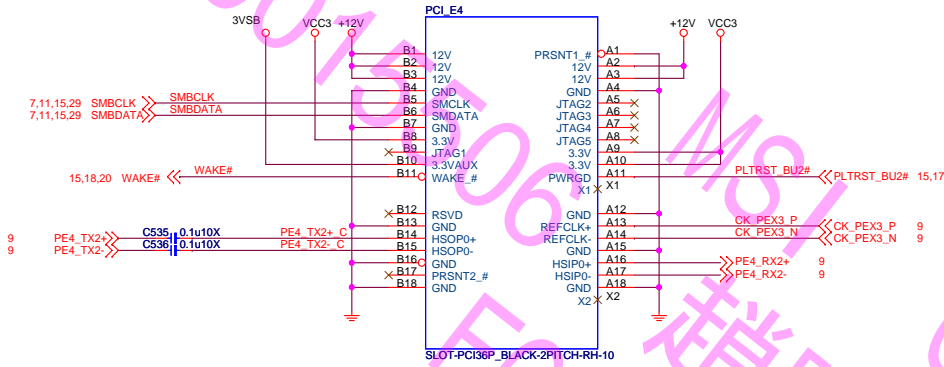 PCI_E4
3VSB
VCC3
+12V
+12V
VCC3
B1 12V PRSNT1_# A1
B2 12V 12V A2
B3 12V 12V A3
B4 GND GND A4
7,11,15,29 SMBCLK SMBCLK B5 SMCLK JTAG2 A5
7,11,15,29 SMBDATA SMBDATA B6 SMDATA JTAG3 A6
B7 GND JTAG4 A7
B8 3.3V JTAG5 A8
B9 JTAG1 3.3V A9
B10 3.3VAUX 3.3V A10
15,18,20 WAKE# WAKE# B11 WAKE_# PWRGD A11 PLTRST_BU2# PLTRST_BU2# 15,17
X1 X1
B12 RSVD GND A12
B13 GND REFCLK+ A13 CK_PEX3_P CK_PEX3_P 9
9 PE4_TX2+ C535 0.1u10X PE4_TX2+_C B14 HSOP0+ REFCLK- A14 CK_PEX3_N CK_PEX3_N 9
9 PE4_TX2- C536 0.1u10X PE4_TX2-_C B15 HSOP0- GND A15
B16 GND HSIP0+ A16 PE4_RX2+ 9
B17 PRSNT2_# HSIP0- A17 PE4_RX2- 9
B18 GND GND A18
X2 X2
SLOT-PCI36P_BLACK-2PITCH-RH-10
MSI